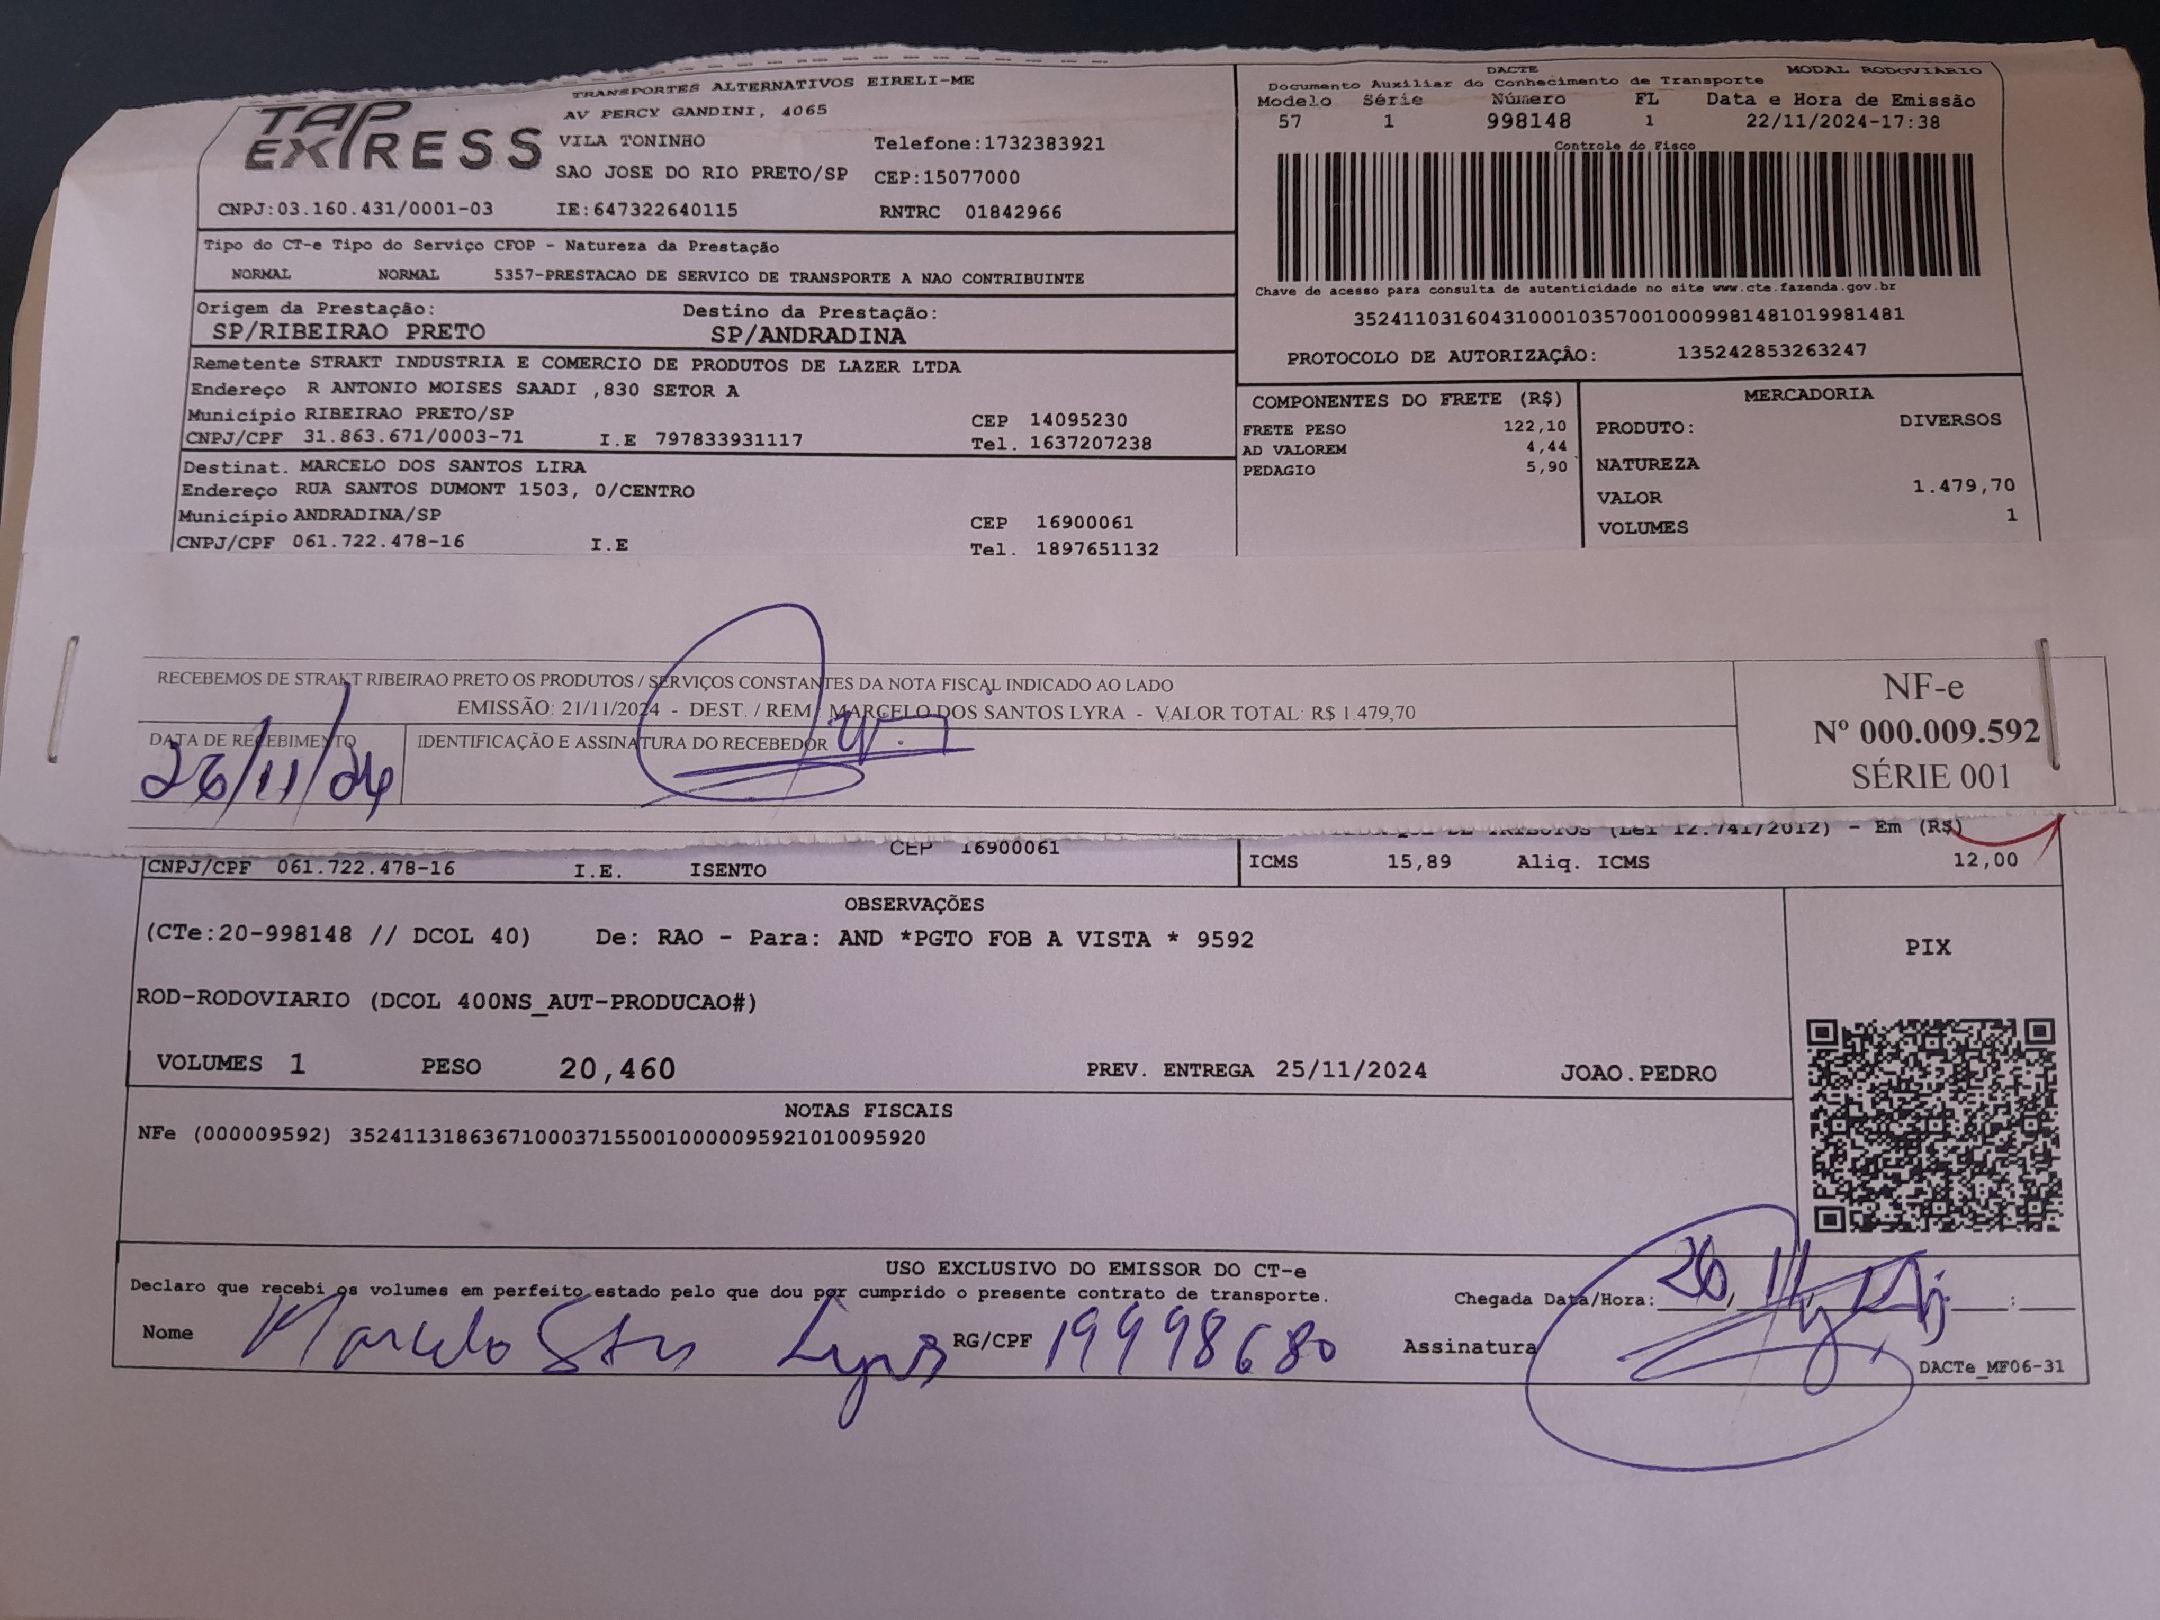 TAP EXPRESS
TRANSPORTES ALTERNATIVOS EIRELI-ME
AV PERCY GANDINI, 4065
VILA TONINHO Telefone:1732383921
SAO JOSE DO RIO PRETO/SP CEP:15077000
CNPJ:03.160.431/0001-03 IE:647322640115 RNTRC 01842966
DACTE MODAL RODOVIÁRIO
Documento Auxiliar do Conhecimento de Transporte
Modelo Série Número FL Data e Hora de Emissão
57 1 998148 1 22/11/2024-17:38
Controle do Fisco
Chave de acesso para consulta de autenticidade no site www.cte.fazenda.gov.br
35241103160431000103570010009981481019981481
PROTOCOLO DE AUTORIZAÇÃO: 135242853263247
Tipo do CT-e Tipo do Serviço CFOP - Natureza da Prestação
NORMAL NORMAL 5357-PRESTACAO DE SERVICO DE TRANSPORTE A NAO CONTRIBUINTE
Origem da Prestação: Destino da Prestação:
SP/RIBEIRAO PRETO SP/ANDRADINA
Remetente STRAKT INDUSTRIA E COMERCIO DE PRODUTOS DE LAZER LTDA
Endereço R ANTONIO MOISES SAADI ,830 SETOR A
Município RIBEIRAO PRETO/SP CEP 14095230
CNPJ/CPF 31.863.671/0003-71 I.E 797833931117 Tel. 1637207238
Destinat. MARCELO DOS SANTOS LIRA
Endereço RUA SANTOS DUMONT 1503, 0/CENTRO
Município ANDRADINA/SP CEP 16900061
CNPJ/CPF 061.722.478-16 I.E Tel. 1897651132
COMPONENTES DO FRETE (R$)
FRETE PESO 122,10
AD VALOREM 4,44
PEDAGIO 5,90
MERCADORIA
PRODUTO: DIVERSOS
NATUREZA
VALOR 1.479,70
VOLUMES 1
RECEBEMOS DE STRAKT RIBEIRAO PRETO OS PRODUTOS / SERVIÇOS CONSTANTES DA NOTA FISCAL INDICADO AO LADO
EMISSÃO: 21/11/2024 - DEST. / REM: MARCELO DOS SANTOS LYRA - VALOR TOTAL: R$ 1.479,70
DATA DE RECEBIMENTO IDENTIFICAÇÃO E ASSINATURA DO RECEBEDOR
26/11/24
NF-e
Nº 000.009.592
SÉRIE 001
(Lei 12.741/2012) - Em (R$)
CEP 16900061
CNPJ/CPF 061.722.478-16 I.E. ISENTO
ICMS 15,89 Aliq. ICMS 12,00
OBSERVAÇÕES
(CTe:20-998148 // DCOL 40) De: RAO - Para: AND *PGTO FOB A VISTA * 9592
ROD-RODOVIARIO (DCOL 400NS_AUT-PRODUCAO#)
VOLUMES 1 PESO 20,460 PREV. ENTREGA 25/11/2024 JOAO.PEDRO
PIX
NOTAS FISCAIS
NFe (000009592) 35241131863671000371550010000095921010095920
USO EXCLUSIVO DO EMISSOR DO CT-e
Declaro que recebi os volumes em perfeito estado pelo que dou por cumprido o presente contrato de transporte.
Chegada Data/Hora: 26/11/
Nome Marcelo Stos Lyra RG/CPF 19998680 Assinatura
DACTe_MF06-31